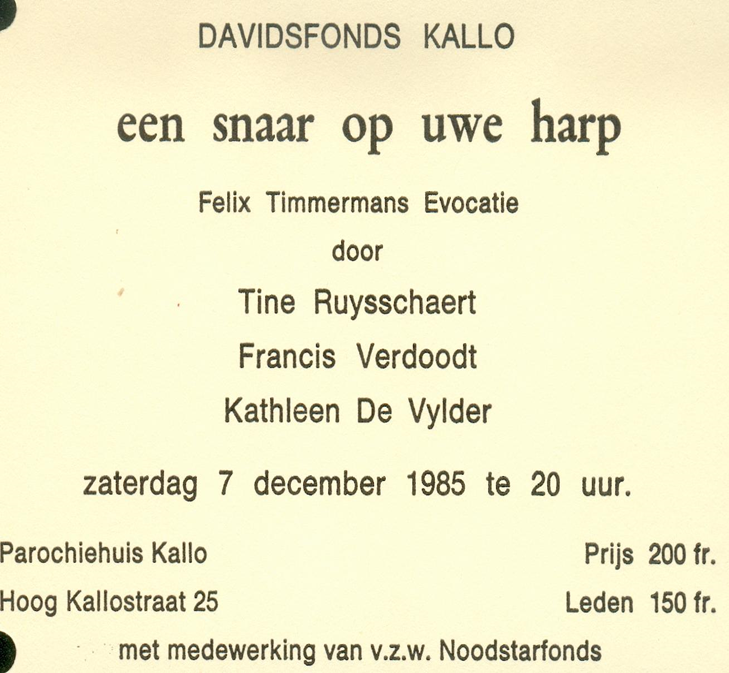 DAVIDSFONDS KALLO
een snaar op uwe harp
Felix Timmermans Evocatie
door
Tine Ruysschaert
Francis Verdoodt
Kathleen De Vylder
zaterdag 7 december 1985 te 20 uur.
Parochiehuis Kallo Prijs 200 fr.
Hoog Kallostraat 25 Leden 150 fr.
met medewerking van v.z.w. Noodstarfonds